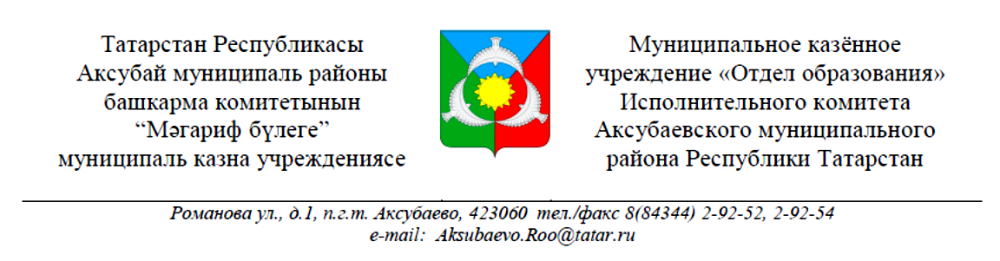 Татарстан Республикасы
Аксубай муниципаль районы
башкарма комитетынын
“Мәгариф бүлеге”
муниципаль казна учреждениясе
Муниципальное казённое
учреждение «Отдел образования»
Исполнительного комитета
Аксубаевского муниципального
района Республики Татарстан
Романова ул., д.1, п.г.т. Аксубаево, 423060 тел./факс 8(84344) 2-92-52, 2-92-54
e-mail: Aksubaevo.Roo@tatar.ru